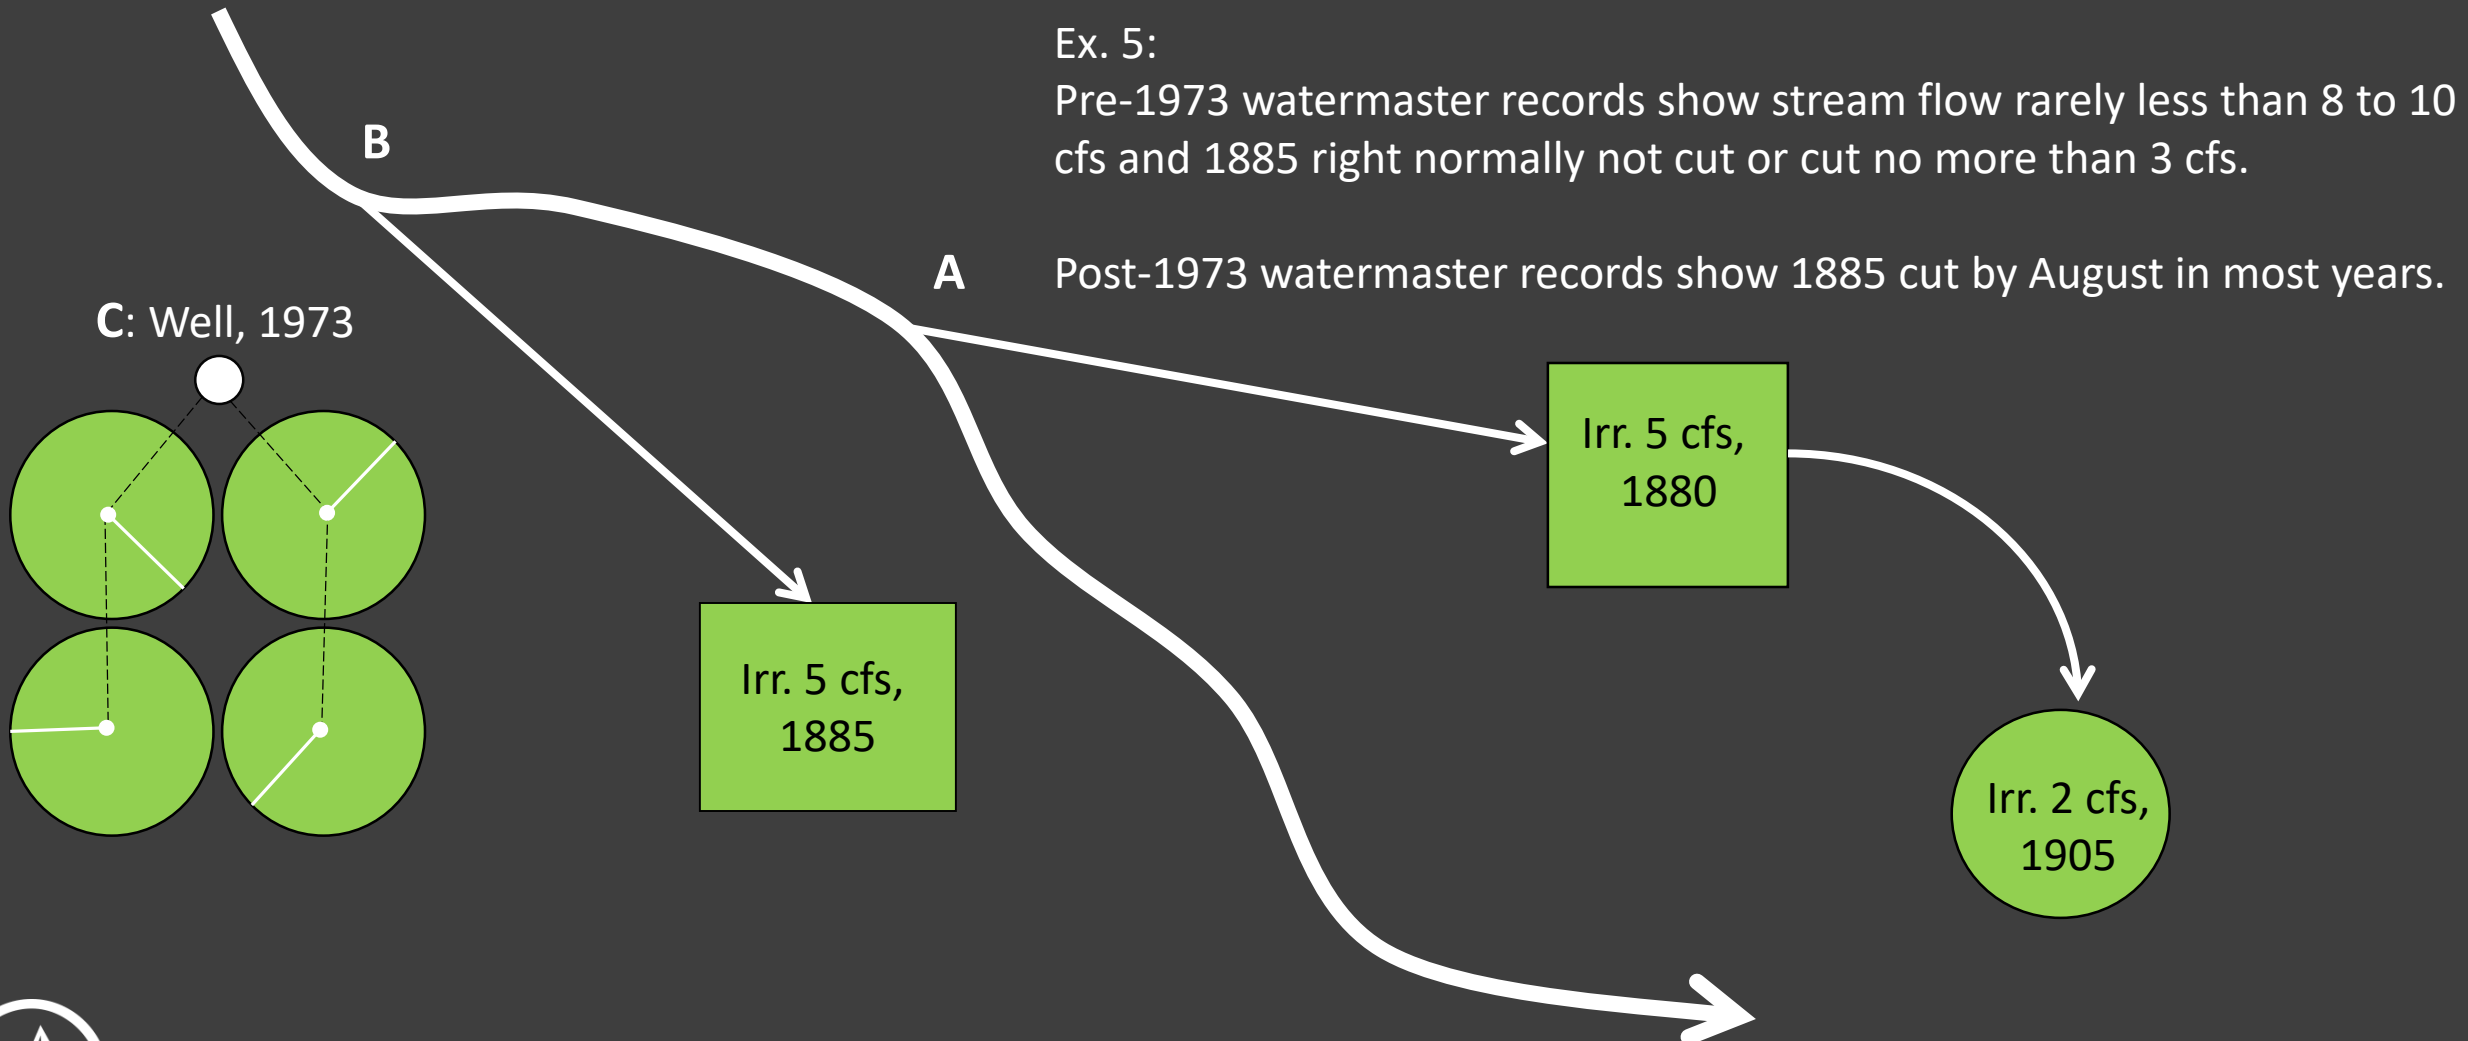 Ex. 5:
Pre-1973 watermaster records show stream flow rarely less than 8 to 10
cfs and 1885 right normally not cut or cut no more than 3 cfs.
B
A
Post-1973 watermaster records show 1885 cut by August in most years.
C: Well, 1973
Irr. 5 cfs,
1880
Irr. 5 cfs,
1885
Irr. 2 cfs,
1905